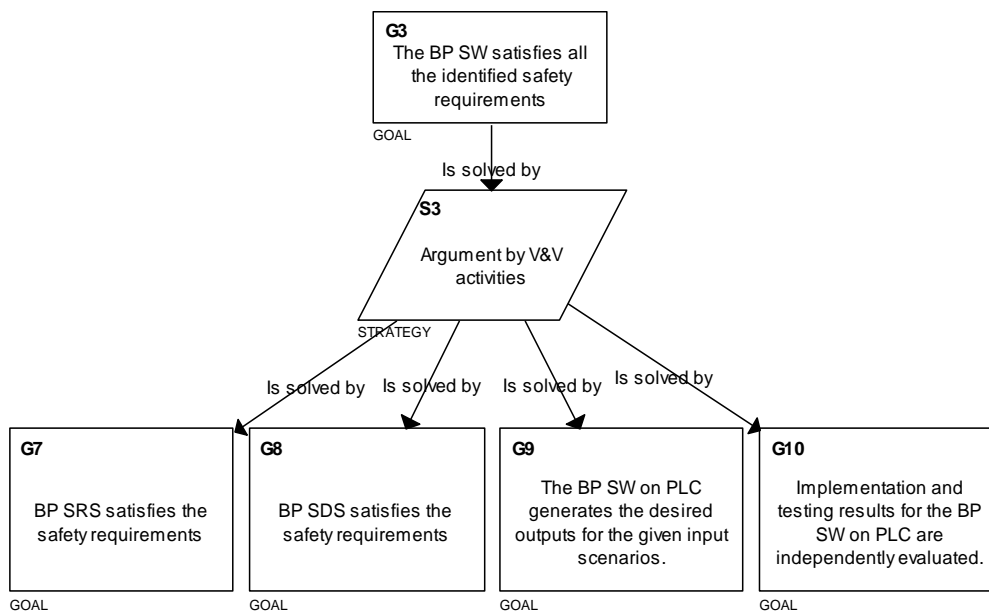 G3
The BP SW satisfies all
the identified safety
requirements
GOAL
Is solved by
S3
Argument by V&V
activities
STRATEGY
Is solved by
Is solved by
Is solved by
Is solved by
G7
BP SRS satisfies the
safety requirements
GOAL
G8
BP SDS satisfies the
safety requirements
GOAL
G9
The BP SW on PLC
generates the desired
outputs for the given input
scenarios.
GOAL
G10
Implementation and
testing results for the BP
SW on PLC are
independently evaluated.
GOAL